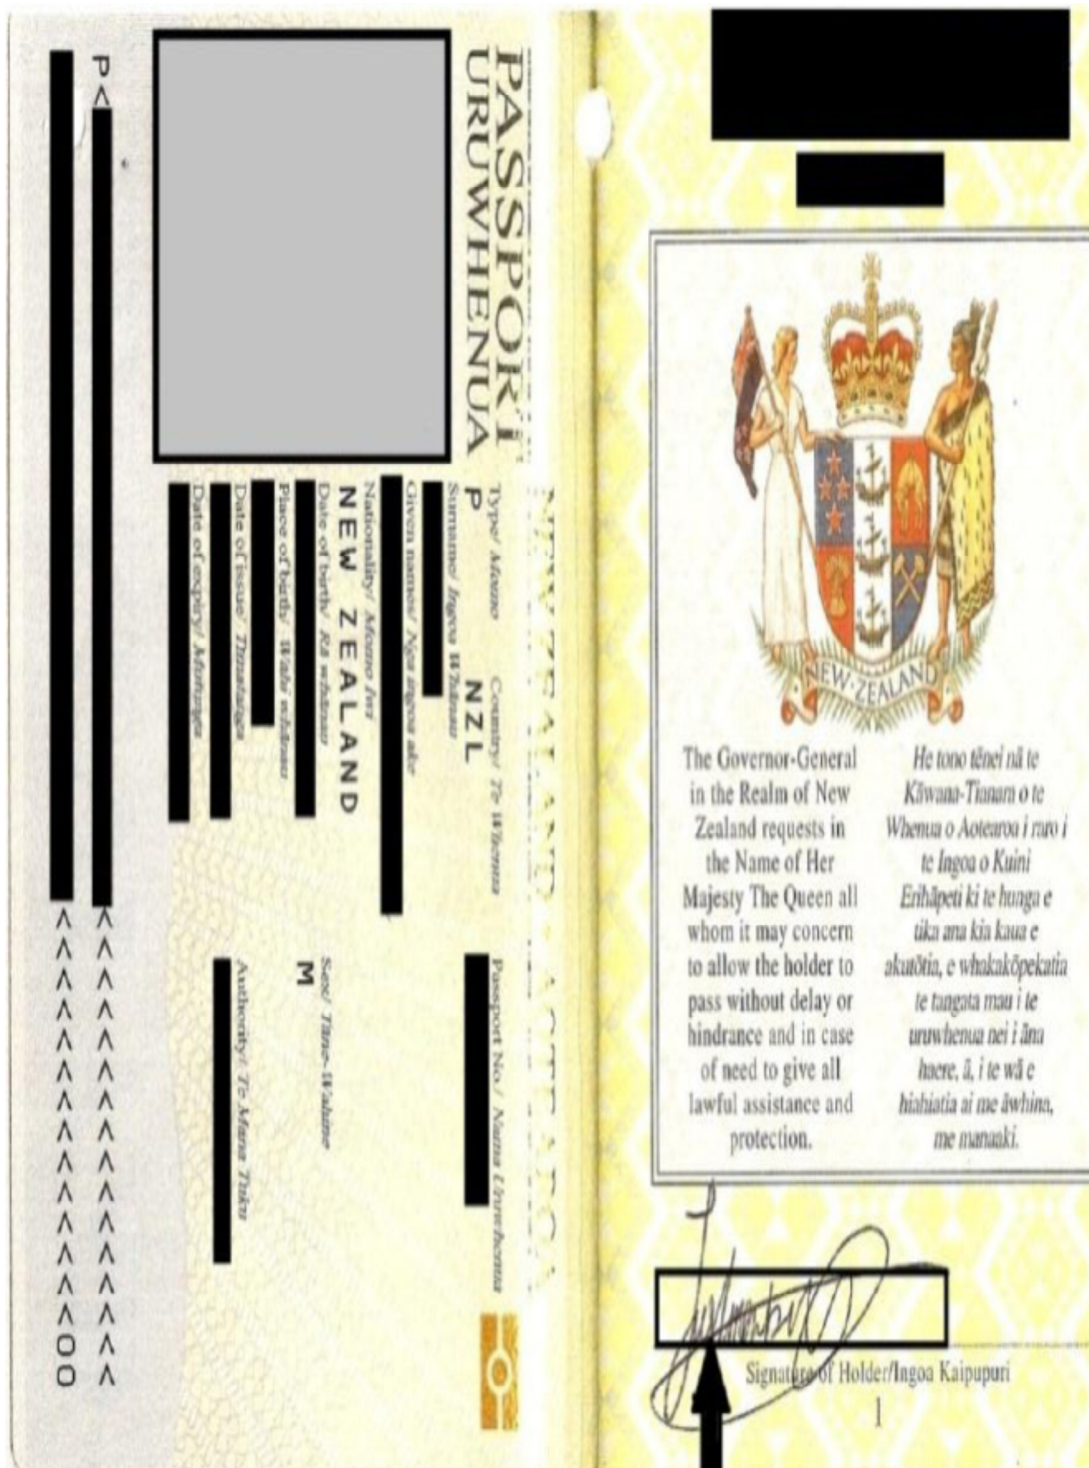 PASSPORT
URUWHENUA
Type/ Momo
Country/ Te Whenua
Passport No./ Nama Uruwhenua
P
NZL
Surname/ Ingoa Whānau
Given names/ Nga ingoa ake
Nationality/ Momo Iwi
NEW ZEALAND
Date of birth/ Rā whānau
Sex/ Tāne-Wahine
M
Place of birth/ Wahi whānau
Date of issue/
Authority/ Te Mana Tuku
Date of expiry/
P<
<<<<<<<<<<<<<<<<
<<<<<<<<<<<<<<OO
NEW·ZEALAND
The Governor-General
in the Realm of New
Zealand requests in
the Name of Her
Majesty The Queen all
whom it may concern
to allow the holder to
pass without delay or
hindrance and in case
of need to give all
lawful assistance and
protection.
He tono tēnei nā te
Kāwana-Tianara o te
Whenua o Aotearoa i raro i
te Ingoa o Kuini
Erihāpeti ki te hunga e
tika ana kia kaua e
akutōtia, e whakakōpekatia
te tangata mau i te
uruwhenua nei i āna
haere, ā, i te wā e
hiahiatia ai me āwhina,
me manaaki.
Signature of Holder/Ingoa Kaipupuri
1